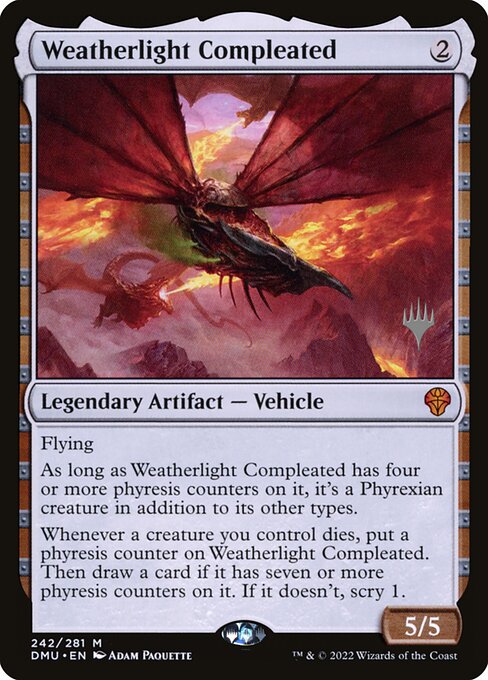 Weatherlight Compleated 2
Legendary Artifact — Vehicle
Flying
As long as Weatherlight Compleated has four
or more phyresis counters on it, it's a Phyrexian
creature in addition to its other types.
Whenever a creature you control dies, put a
phyresis counter on Weatherlight Compleated.
Then draw a card if it has seven or more
phyresis counters on it. If it doesn't, scry 1.
5/5
242/281 M
DMU • EN Adam Paquette
™ & © 2022 Wizards of the Coast